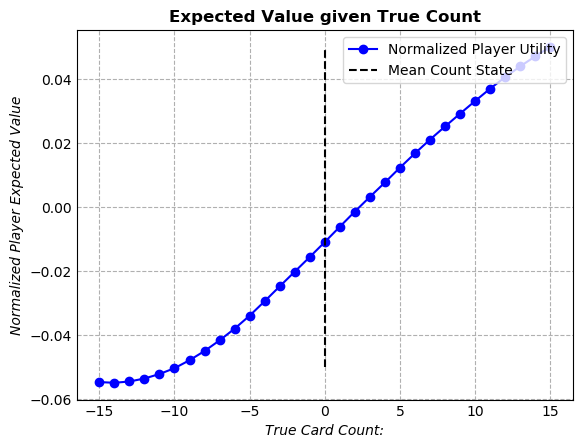 Expected Value given True Count
Normalized Player Utility
Mean Count State
Normalized Player Expected Value
0.04
0.02
0.00
−0.02
−0.04
−0.06
−15
−10
−5
0
5
10
15
True Card Count: